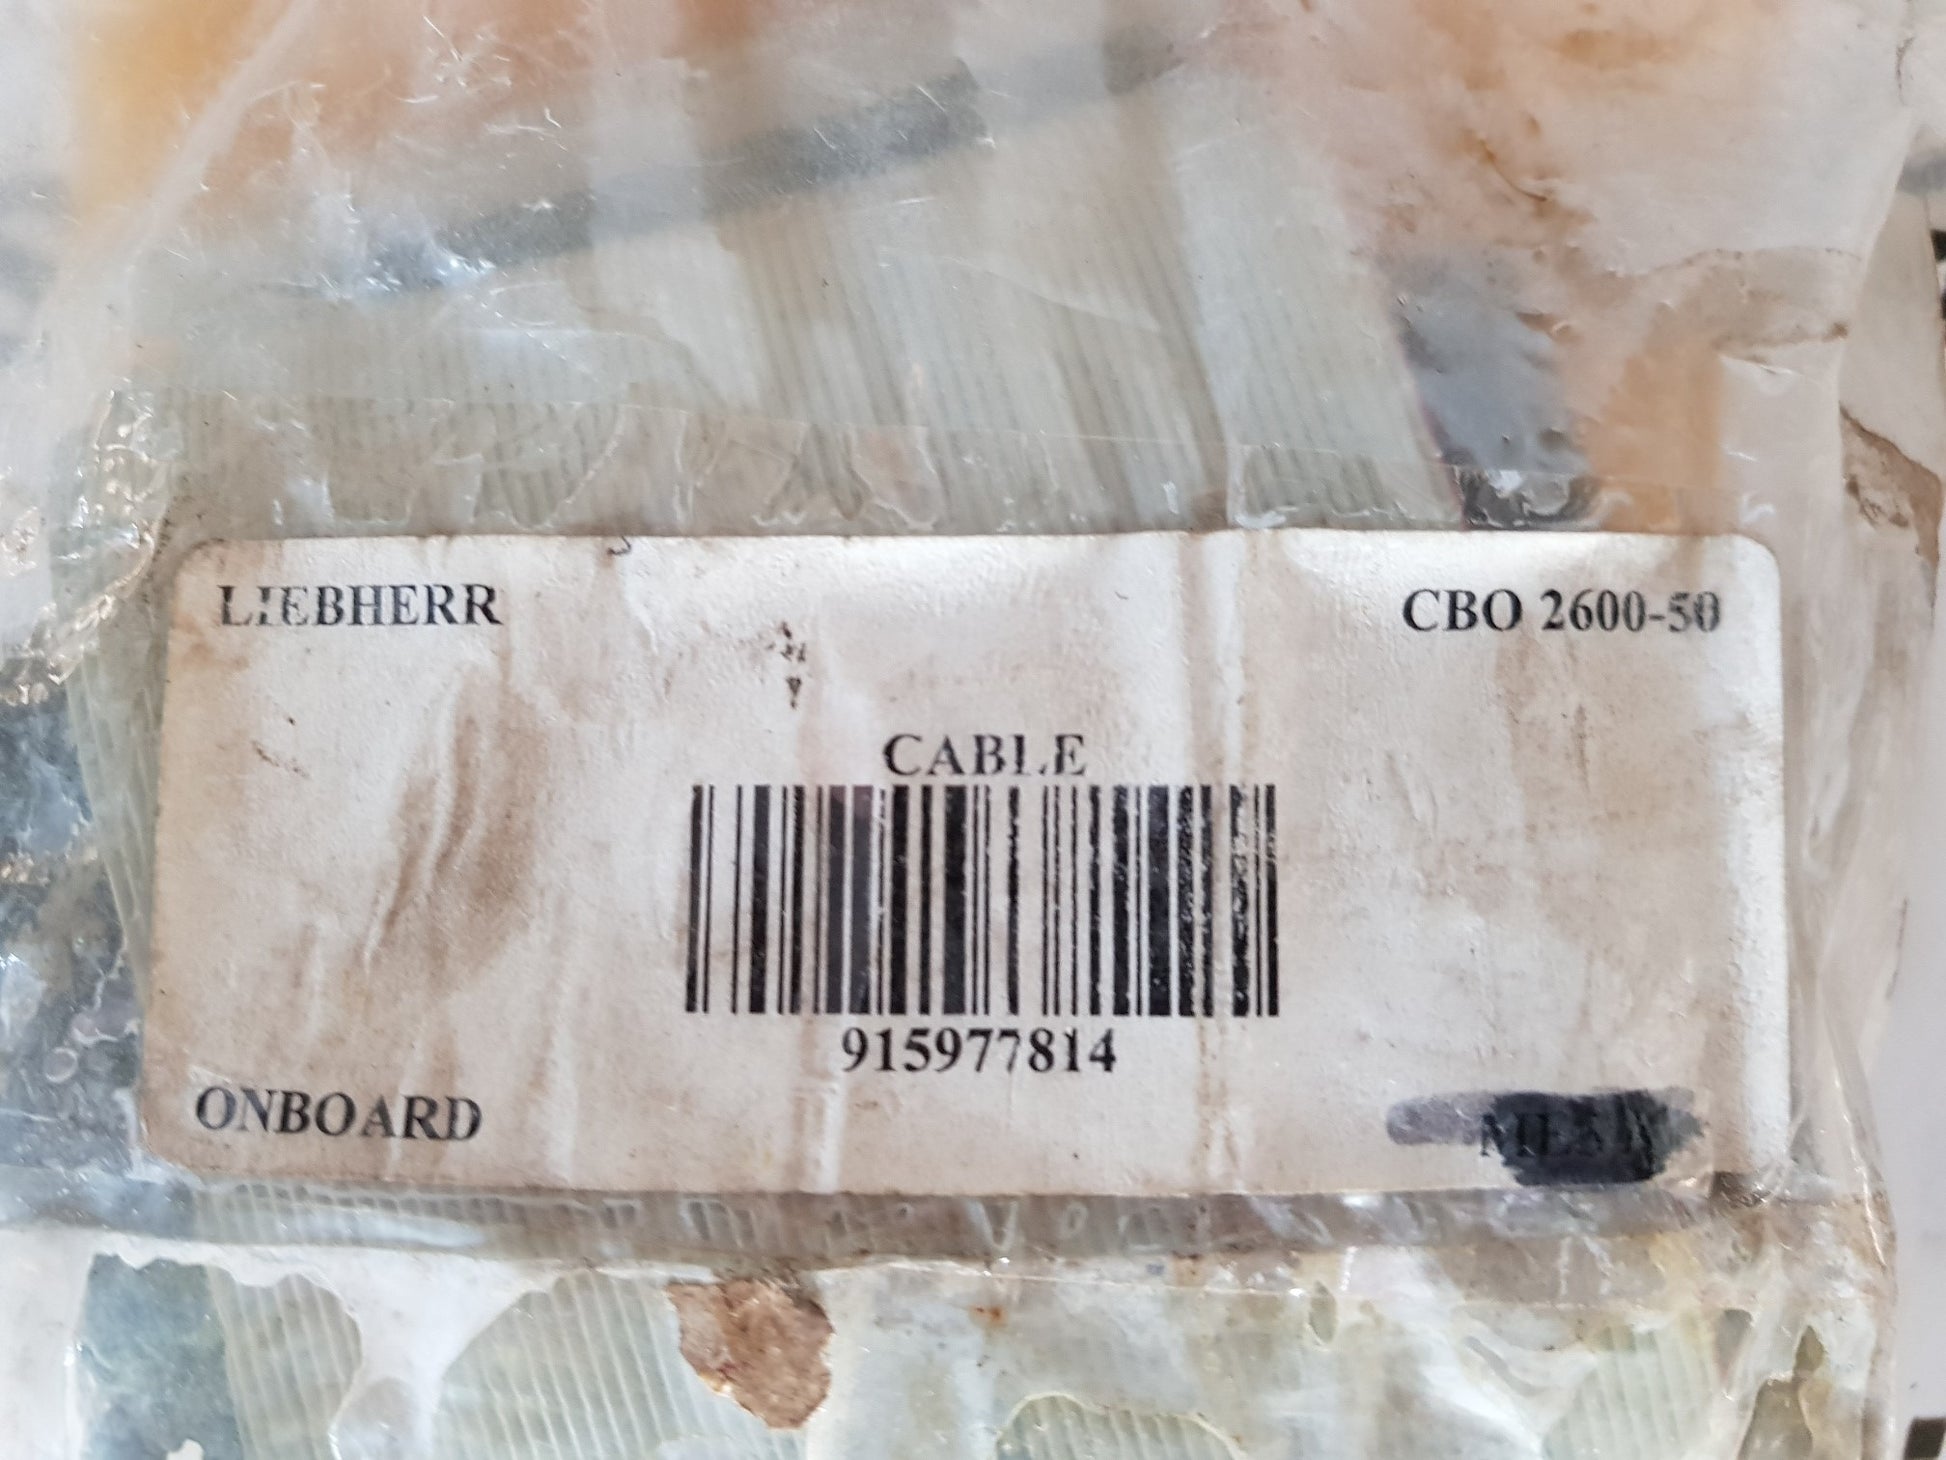 LIEBHERR
CBO 2600-50
CABLE
915977814
ONBOARD